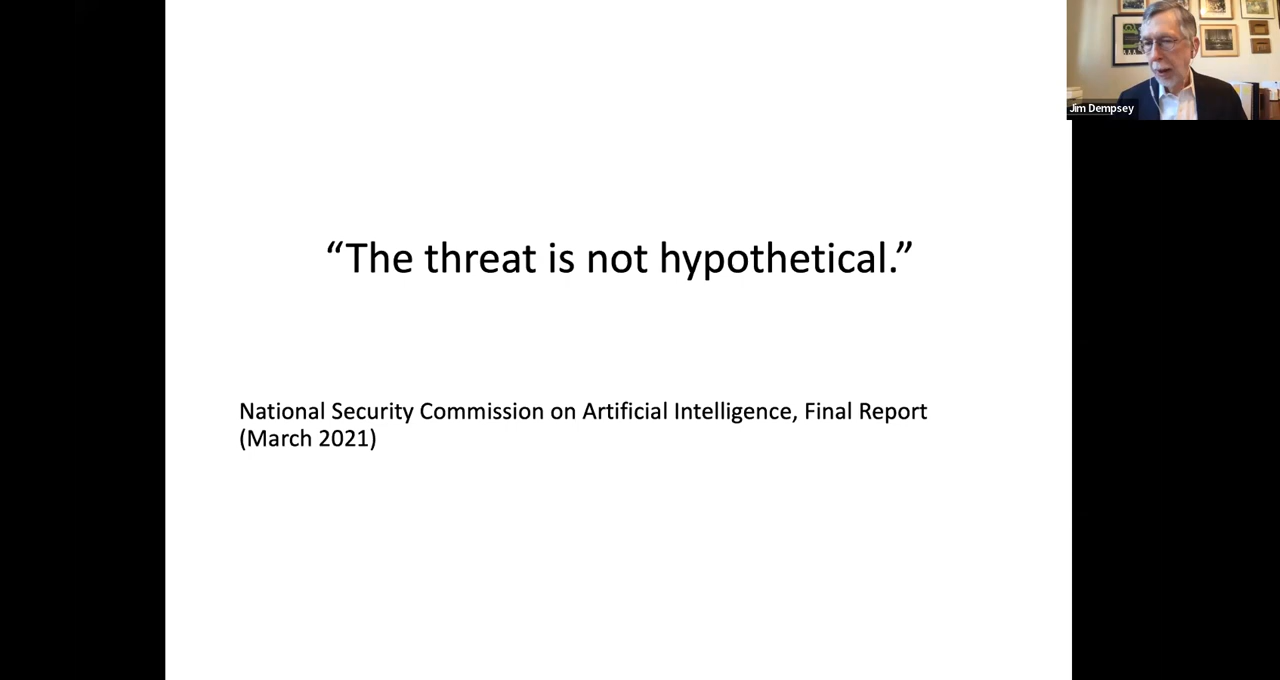 Jim Dempsey
“The threat is not hypothetical.”
National Security Commission on Artificial Intelligence, Final Report
(March 2021)